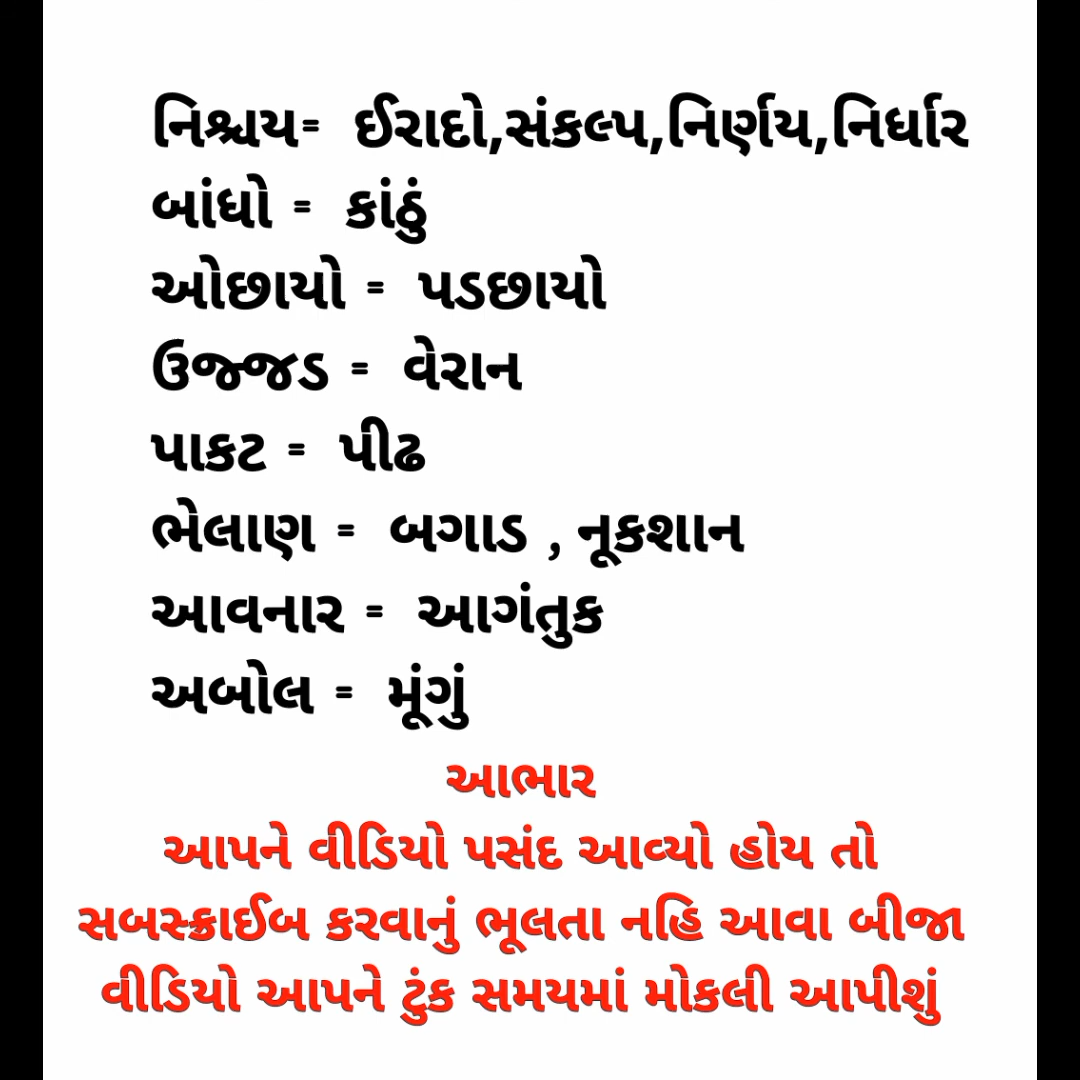 નિશ્ચય= ઈરાદો,સંકલ્પ,નિર્ણય,નિર્ધાર
બાંધો = કાંઠું
ઓછાયો = પડછાયો
ઉજ્જડ = વેરાન
પાકટ = પીઢ
ભેલાણ = બગાડ , નૂકશાન
આવનાર = આગંતુક
અબોલ = મૂંગું
આભાર
આપને વીડિયો પસંદ આવ્યો હોય તો
સબસ્ક્રાઈબ કરવાનું ભૂલતા નહિ આવા બીજા
વીડિયો આપને ટુંક સમયમાં મોકલી આપીશું